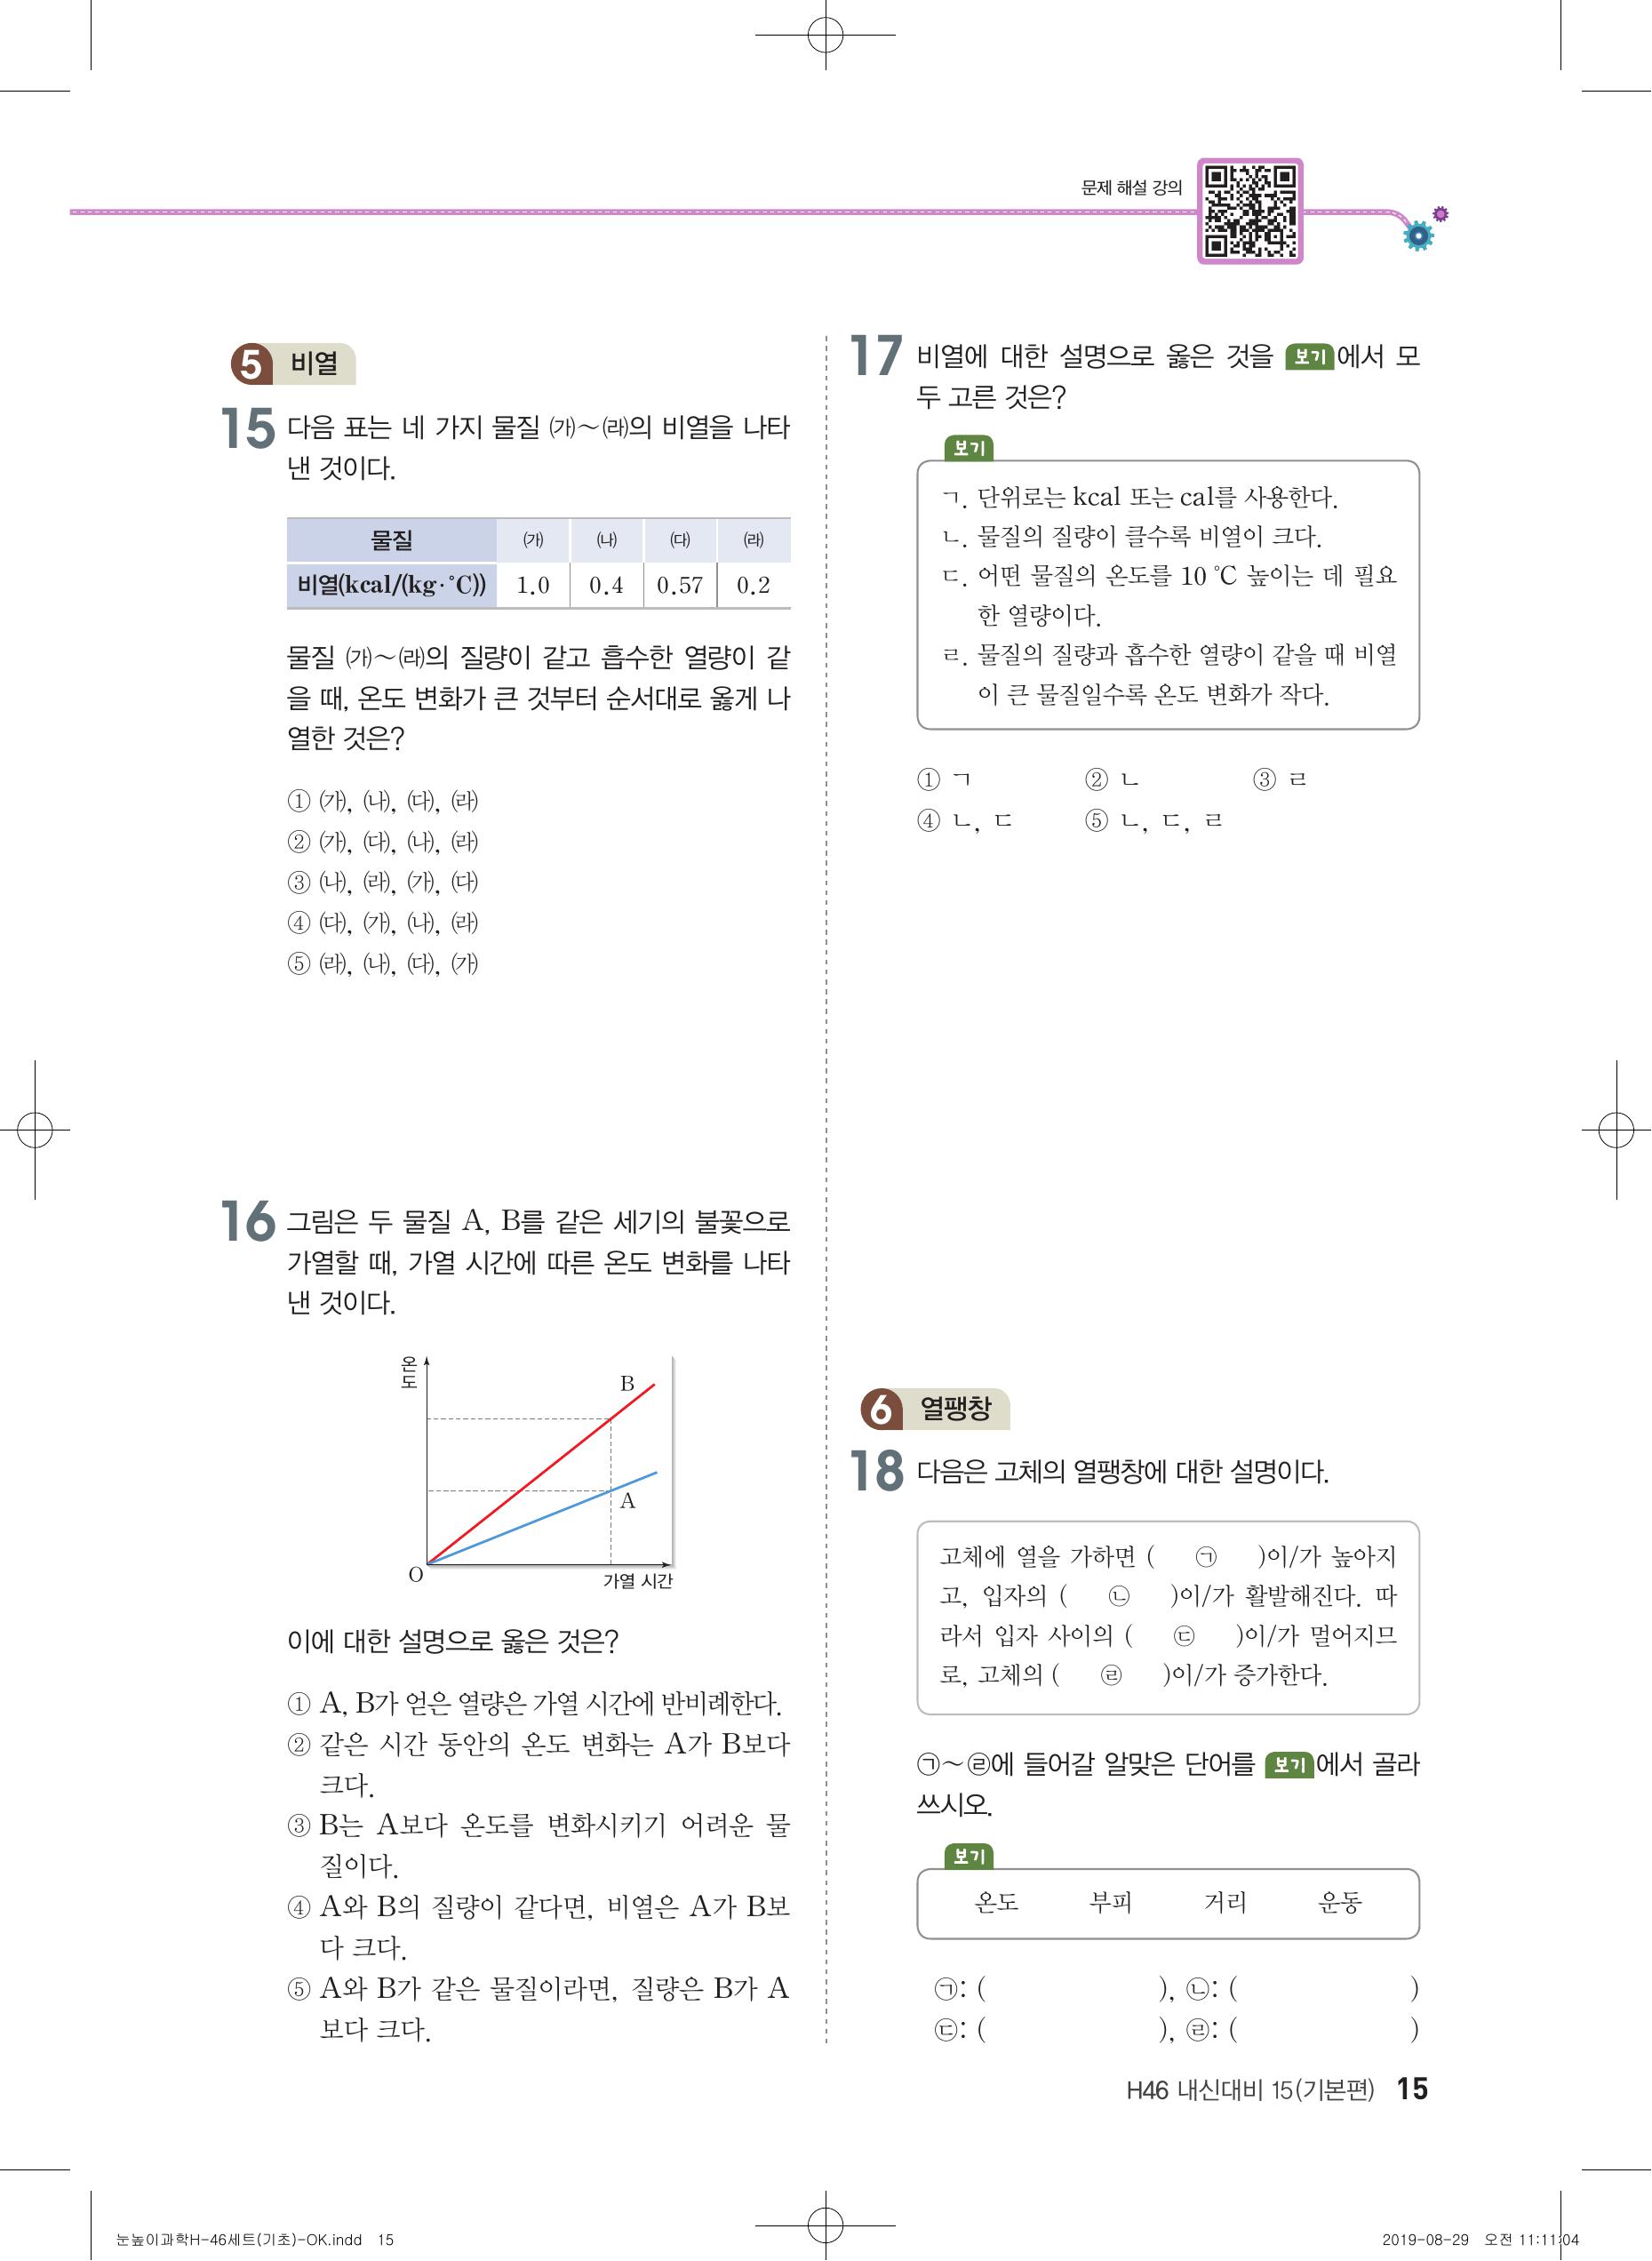 문제 해설 강의
5 비열
15 다음 표는 네 가지 물질 ㈎~㈑의 비열을 나타
낸 것이다.
물질 ㈎ ㈏ ㈐ ㈑
비열(kcal/(kg·℃)) 1.0 0.4 0.57 0.2
물질 ㈎~㈑의 질량이 같고 흡수한 열량이 같
을 때, 온도 변화가 큰 것부터 순서대로 옳게 나
열한 것은?
① ㈎, ㈏, ㈐, ㈑
② ㈎, ㈐, ㈏, ㈑
③ ㈏, ㈑, ㈎, ㈐
④ ㈐, ㈎, ㈏, ㈑
⑤ ㈑, ㈏, ㈐, ㈎
16 그림은 두 물질 A, B를 같은 세기의 불꽃으로
가열할 때, 가열 시간에 따른 온도 변화를 나타
낸 것이다.
온도
B
A
O
가열 시간
이에 대한 설명으로 옳은 것은?
① A, B가 얻은 열량은 가열 시간에 반비례한다.
② 같은 시간 동안의 온도 변화는 A가 B보다
크다.
③ B는 A보다 온도를 변화시키기 어려운 물
질이다.
④ A와 B의 질량이 같다면, 비열은 A가 B보
다 크다.
⑤ A와 B가 같은 물질이라면, 질량은 B가 A
보다 크다.
17 비열에 대한 설명으로 옳은 것을 보기에서 모
두 고른 것은?
보기
ㄱ. 단위로는 kcal 또는 cal를 사용한다.
ㄴ. 물질의 질량이 클수록 비열이 크다.
ㄷ. 어떤 물질의 온도를 10 ℃ 높이는 데 필요
한 열량이다.
ㄹ. 물질의 질량과 흡수한 열량이 같을 때 비열
이 큰 물질일수록 온도 변화가 작다.
① ㄱ ② ㄴ ③ ㄹ
④ ㄴ, ㄷ ⑤ ㄴ, ㄷ, ㄹ
6 열팽창
18 다음은 고체의 열팽창에 대한 설명이다.
고체에 열을 가하면 ( ㉠ )이/가 높아지
고, 입자의 ( ㉡ )이/가 활발해진다. 따
라서 입자 사이의 ( ㉢ )이/가 멀어지므
로, 고체의 ( ㉣ )이/가 증가한다.
㉠~㉣에 들어갈 알맞은 단어를 보기에서 골라
쓰시오.
보기
온도 부피 거리 운동
㉠: ( ), ㉡: ( )
㉢: ( ), ㉣: ( )
H46 내신대비 15(기본편) 15
눈높이과학H-46세트(기초)-OK.indd 15
2019-08-29 오전 11:11:04